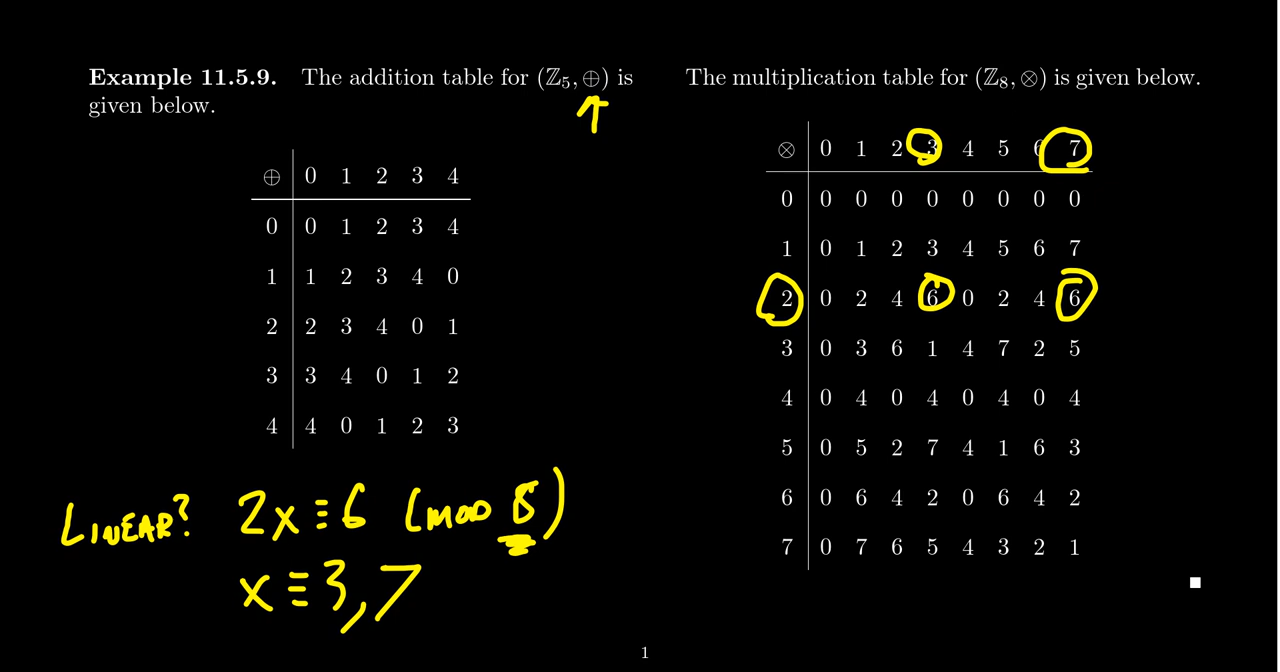 Example 11.5.9. The addition table for (ℤ₅, ⊕) is
given below.
⊕ 0 1 2 3 4
0 0 1 2 3 4
1 1 2 3 4 0
2 2 3 4 0 1
3 3 4 0 1 2
4 4 0 1 2 3
LINEAR? 2x ≡ 6 (MOD 8)
x ≡ 3, 7
The multiplication table for (ℤ₈, ⊗) is given below.
⊗ 0 1 2 3 4 5 6 7
0 0 0 0 0 0 0 0 0
1 0 1 2 3 4 5 6 7
2 0 2 4 6 0 2 4 6
3 0 3 6 1 4 7 2 5
4 0 4 0 4 0 4 0 4
5 0 5 2 7 4 1 6 3
6 0 6 4 2 0 6 4 2
7 0 7 6 5 4 3 2 1
1